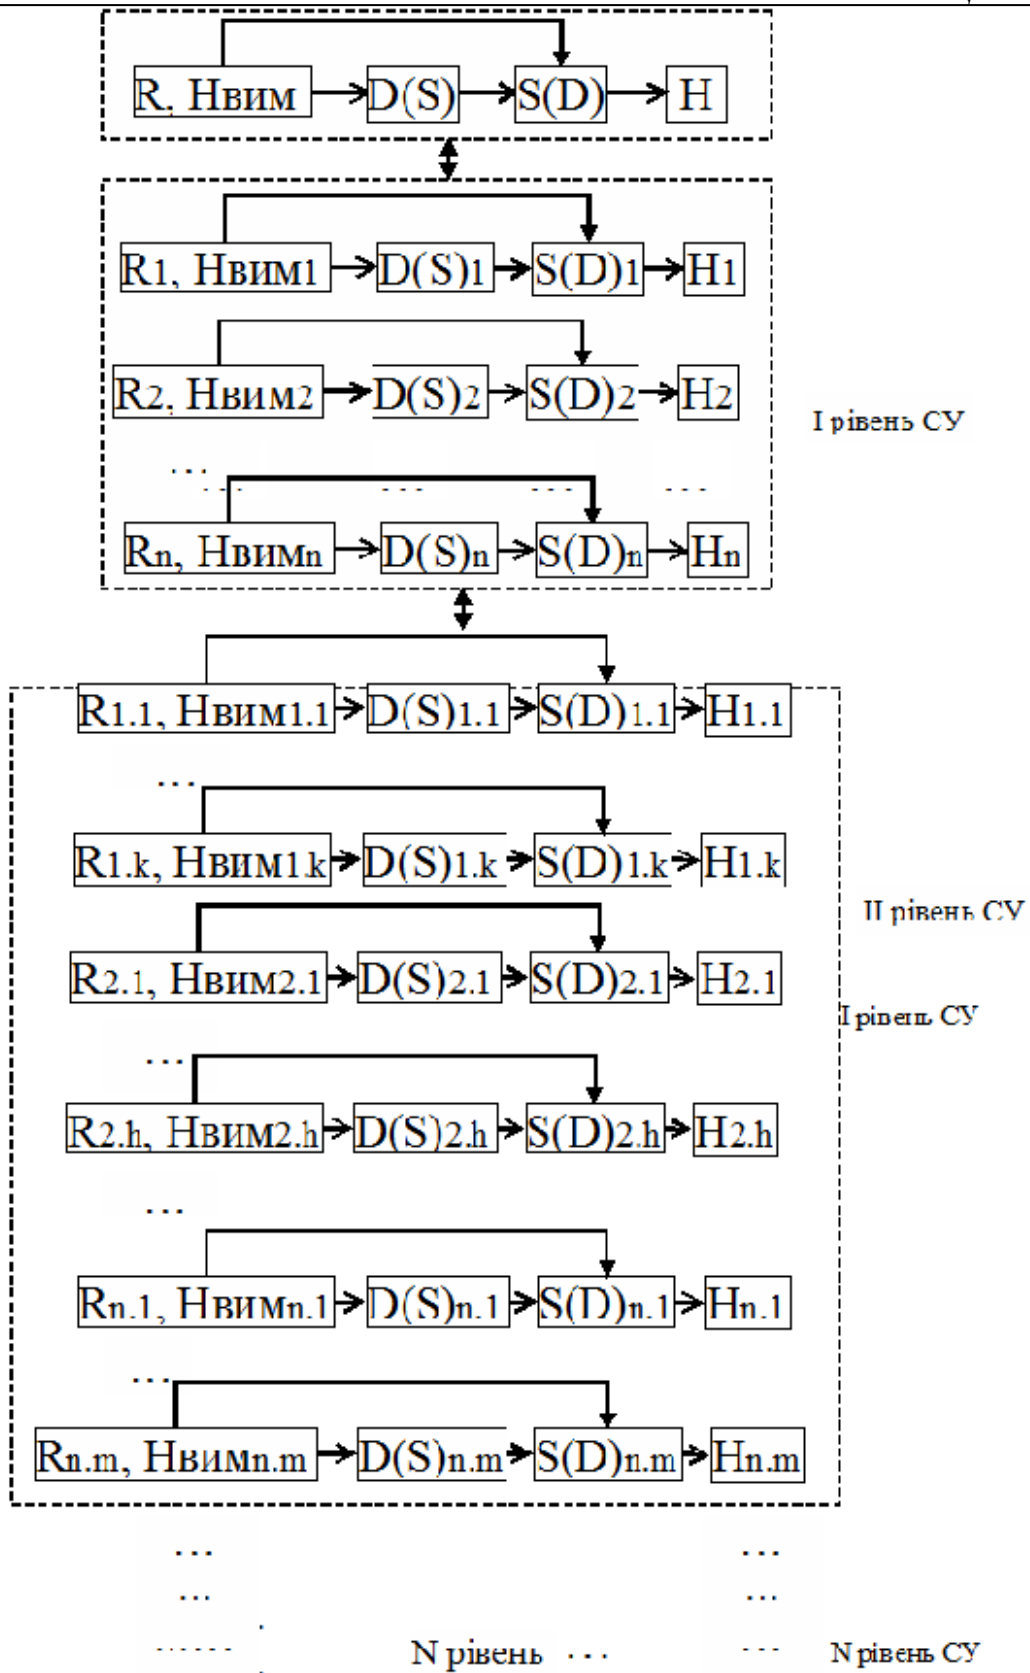 R, Нвим D(S) S(D) H
R1, Нвим1 D(S)1 S(D)1 H1
R2, Нвим2 D(S)2 S(D)2 H2
І рівень СУ
...
... ... ... ...
Rn, Нвимn D(S)n S(D)n Hn
R1.1, Нвим1.1 D(S)1.1 S(D)1.1 H1.1
...
R1.k, Нвим1.k D(S)1.k S(D)1.k H1.k
ІІ рівень СУ
R2.1, Нвим2.1 D(S)2.1 S(D)2.1 H2.1
І рівень СУ
...
R2.h, Нвим2.h D(S)2.h S(D)2.h H2.h
...
Rn.1, Нвимn.1 D(S)n.1 S(D)n.1 Hn.1
...
Rn.m, Нвимn.m D(S)n.m S(D)n.m Hn.m
... ...
... ...
...... N рівень ... ... N рівень СУ